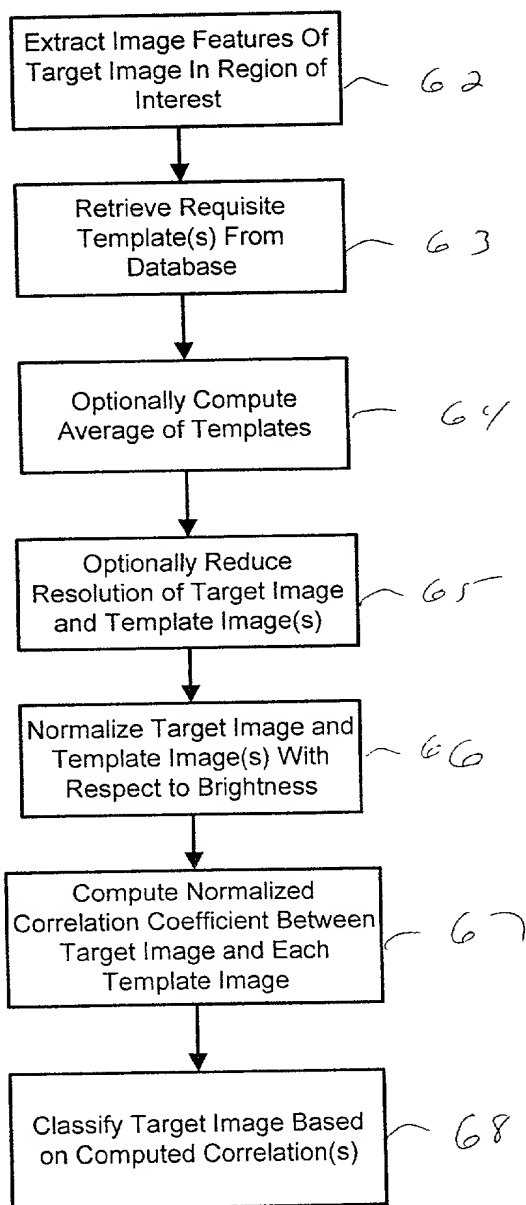 Extract Image Features Of
Target Image In Region of
Interest
62
Retrieve Requisite
Template(s) From
Database
63
Optionally Compute
Average of Templates
64
Optionally Reduce
Resolution of Target Image
and Template Image(s)
65
Normalize Target Image and
Template Image(s) With
Respect to Brightness
66
Compute Normalized
Correlation Coefficient Between
Target Image and Each
Template Image
67
Classify Target Image Based
on Computed Correlation(s)
68